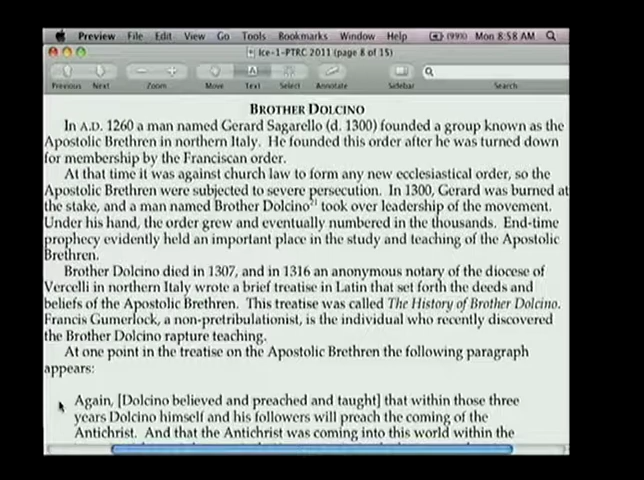 Preview File Edit View Go Tools Bookmarks Window Help (99%) Mon 8:58 AM
Ice-1-PTRC 2011 (page 8 of 15)
Previous Next Zoom Move Text Select Annotate Sidebar Search
BROTHER DOLCINO
In A.D. 1260 a man named Gerard Sagarello (d. 1300) founded a group known as the
Apostolic Brethren in northern Italy. He founded this order after he was turned down
for membership by the Franciscan order.
At that time it was against church law to form any new ecclesiastical order, so the
Apostolic Brethren were subjected to severe persecution. In 1300, Gerard was burned at
the stake, and a man named Brother Dolcino took over leadership of the movement.
Under his hand, the order grew and eventually numbered in the thousands. End-time
prophecy evidently held an important place in the study and teaching of the Apostolic
Brethren.
Brother Dolcino died in 1307, and in 1316 an anonymous notary of the diocese of
Vercelli in northern Italy wrote a brief treatise in Latin that set forth the deeds and
beliefs of the Apostolic Brethren. This treatise was called The History of Brother Dolcino.
Francis Gumerlock, a non-pretribulationist, is the individual who recently discovered
the Brother Dolcino rapture teaching.
At one point in the treatise on the Apostolic Brethren the following paragraph
appears:
Again, [Dolcino believed and preached and taught] that within those three
years Dolcino himself and his followers will preach the coming of the
Antichrist. And that the Antichrist was coming into this world within the